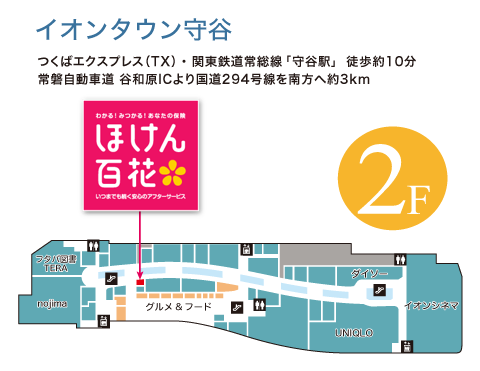 イオンタウン守谷
つくばエクスプレス(TX)・関東鉄道常総線「守谷駅」 徒歩約10分
常磐自動車道 谷和原ICより国道294号線を南方へ約3km
わかる!みつかる!あなたの保険
ほけん
百花
いつまでも続く安心のアフターサービス
2F
フタバ図書
TERA
ダイソー
nojima
グルメ&フード
イオンシネマ
UNIQLO